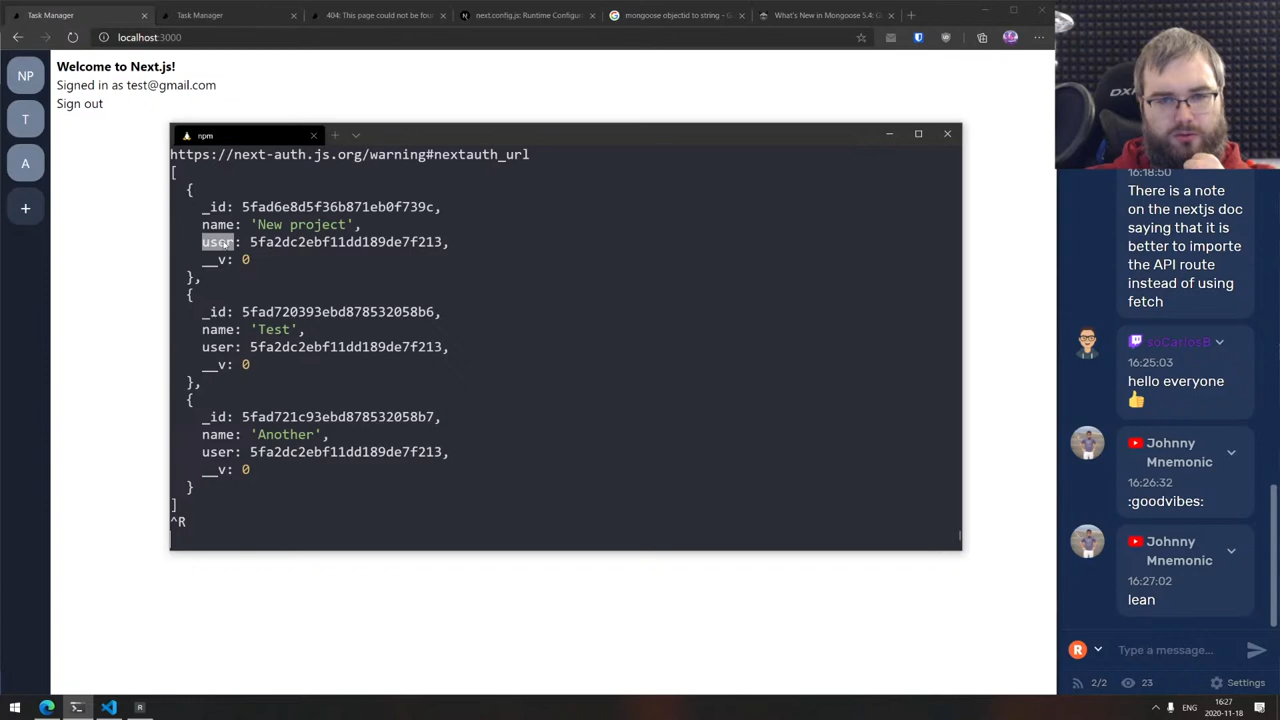 Task Manager
Task Manager
404: This page could not be fou
next.config.js: Runtime Configur
mongoose objectid to string - G
What's New in Mongoose 5.4: G
localhost:3000
NP
T
A
+
Welcome to Next.js!
Signed in as test@gmail.com
Sign out
npm
https://next-auth.js.org/warning#nextauth_url
[
{
_id: 5fad6e8d5f36b871eb0f739c,
name: 'New project',
user: 5fa2dc2ebf11dd189de7f213,
__v: 0
},
{
_id: 5fad720393ebd878532058b6,
name: 'Test',
user: 5fa2dc2ebf11dd189de7f213,
__v: 0
},
{
_id: 5fad721c93ebd878532058b7,
name: 'Another',
user: 5fa2dc2ebf11dd189de7f213,
__v: 0
}
]
^R
16:18:50
There is a note
on the nextjs doc
saying that it is
better to importe
the API route
instead of using
fetch
soCarlosB
16:25:03
hello everyone
Johnny
Mnemonic
16:26:32
:goodvibes:
Johnny
Mnemonic
16:27:02
lean
R
Type a message...
2/2
23
Settings
R
ENG
16:27
2020-11-18